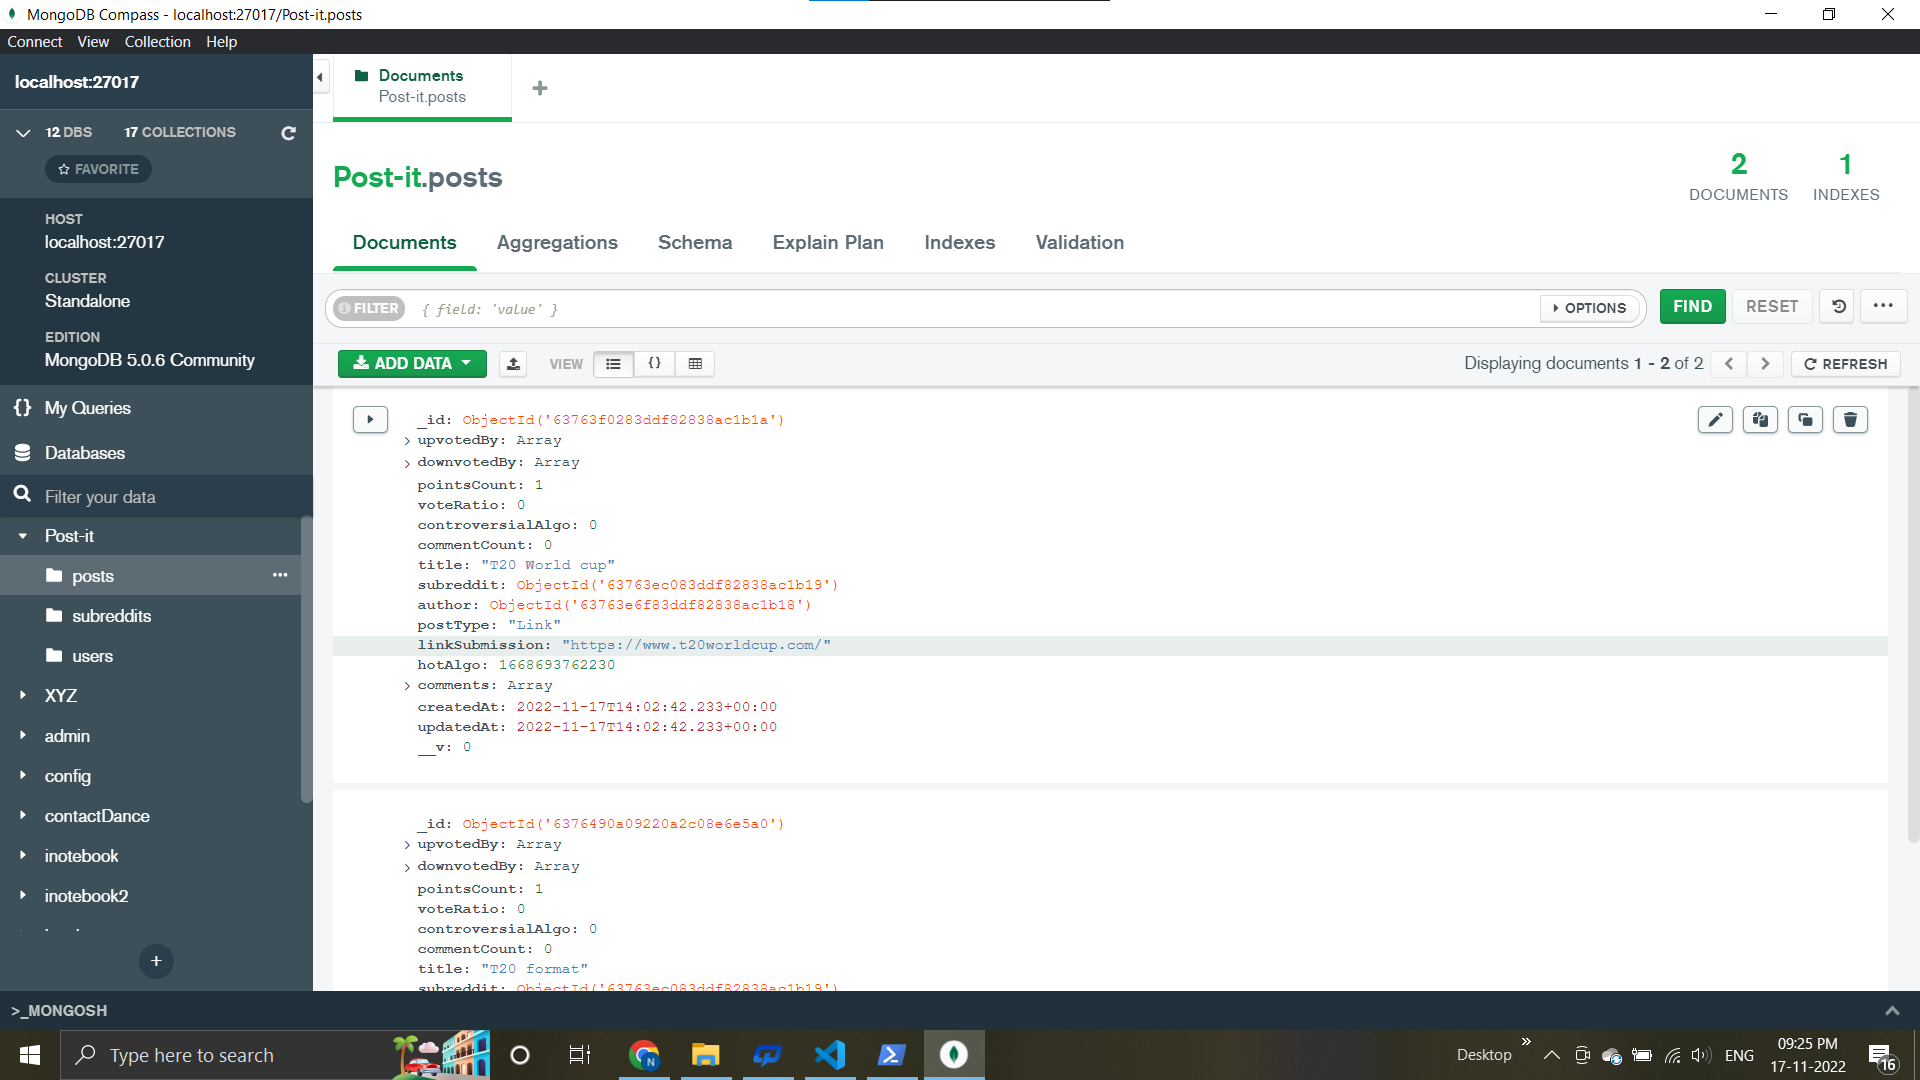 MongoDB Compass - localhost:27017/Post-it.posts
Connect View Collection Help
localhost:27017
12 DBS 17 COLLECTIONS
FAVORITE
HOST
localhost:27017
CLUSTER
Standalone
EDITION
MongoDB 5.0.6 Community
{} My Queries
Databases
Filter your data
Post-it
posts
subreddits
users
XYZ
admin
config
contactDance
inotebook
inotebook2
+
Documents
Post-it.posts
+
Post-it.posts
2
DOCUMENTS
1
INDEXES
Documents Aggregations Schema Explain Plan Indexes Validation
FILTER { field: 'value' } OPTIONS FIND RESET ...
ADD DATA VIEW {} Displaying documents 1 - 2 of 2 < > REFRESH
_id: ObjectId('63763f0283ddf82838ac1b1a')
> upvotedBy: Array
> downvotedBy: Array
pointsCount: 1
voteRatio: 0
controversialAlgo: 0
commentCount: 0
title: "T20 World cup"
subreddit: ObjectId('63763ec083ddf82838ac1b19')
author: ObjectId('63763e6f83ddf82838ac1b18')
postType: "Link"
linkSubmission: "https://www.t20worldcup.com/"
hotAlgo: 1668693762230
> comments: Array
createdAt: 2022-11-17T14:02:42.233+00:00
updatedAt: 2022-11-17T14:02:42.233+00:00
__v: 0
_id: ObjectId('6376490a09220a2c08e6e5a0')
> upvotedBy: Array
> downvotedBy: Array
pointsCount: 1
voteRatio: 0
controversialAlgo: 0
commentCount: 0
title: "T20 format"
subreddit: ObjectId('63763ec083ddf82838ac1b19')
>_MONGOSH
Type here to search
Desktop » ENG
09:25 PM
17-11-2022
16